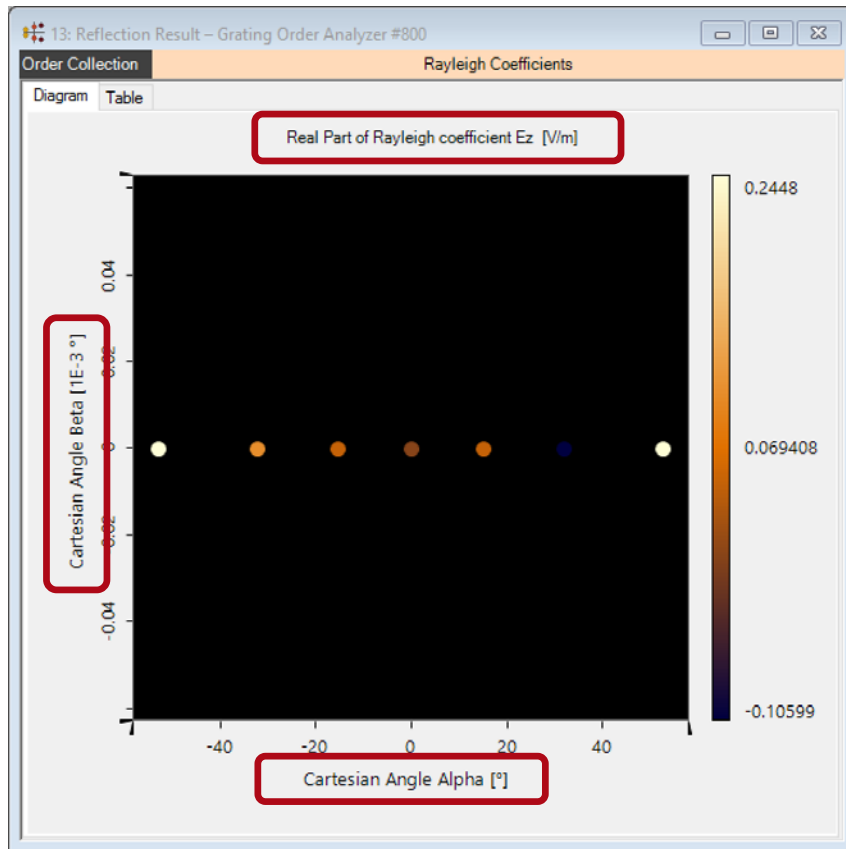 13: Reflection Result – Grating Order Analyzer #800
Order Collection
Rayleigh Coefficients
Diagram
Table
Real Part of Rayleigh coefficient Ez [V/m]
Cartesian Angle Beta [1E-3 °]
0.04
0.02
0
-0.02
-0.04
-40
-20
0
20
40
Cartesian Angle Alpha [°]
0.2448
0.069408
-0.10599